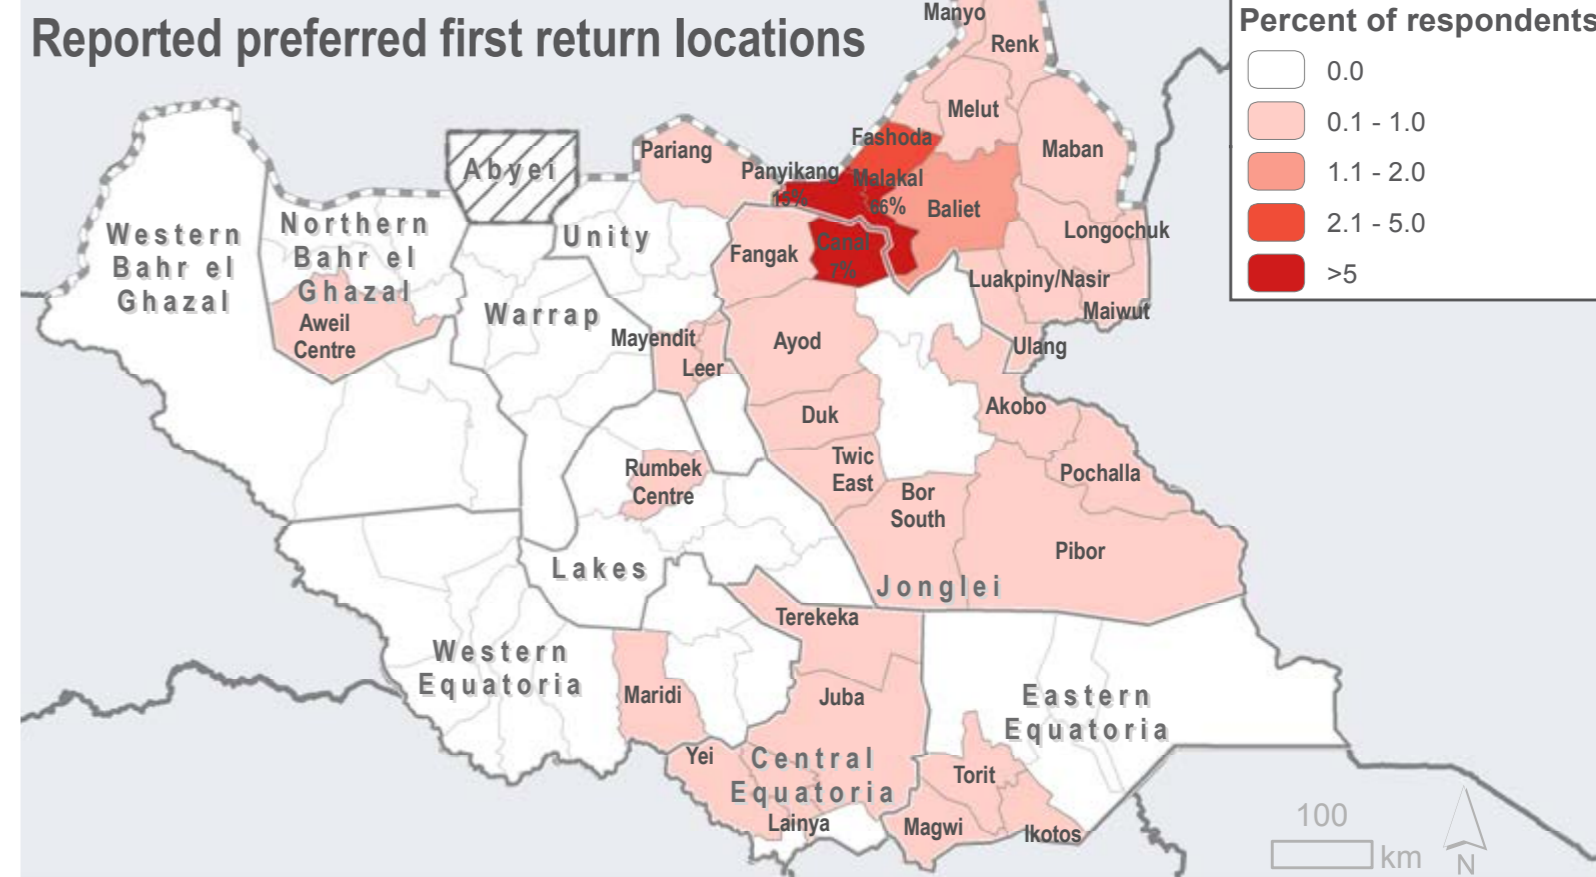 Reported preferred first return locations
Percent of respondents
0.0
0.1 - 1.0
1.1 - 2.0
2.1 - 5.0
>5
Manyo
Renk
Melut
Fashoda
Maban
Pariang
Abyei
Panyikang
15%
Malakal
66%
Baliet
Longochuk
Western
Bahr el
Ghazal
Northern
Bahr el
Ghazal
Unity
Fangak
Canal
7%
Luakpiny/Nasir
Maiwut
Aweil
Centre
Warrap
Mayendit
Leer
Ayod
Ulang
Akobo
Duk
Rumbek
Centre
Twic
East
Pochalla
Bor
South
Pibor
Lakes
Jonglei
Terekeka
Western
Equatoria
Maridi
Juba
Eastern
Equatoria
Yei
Central
Equatoria
Torit
Lainya
Magwi
Ikotos
100
km
N